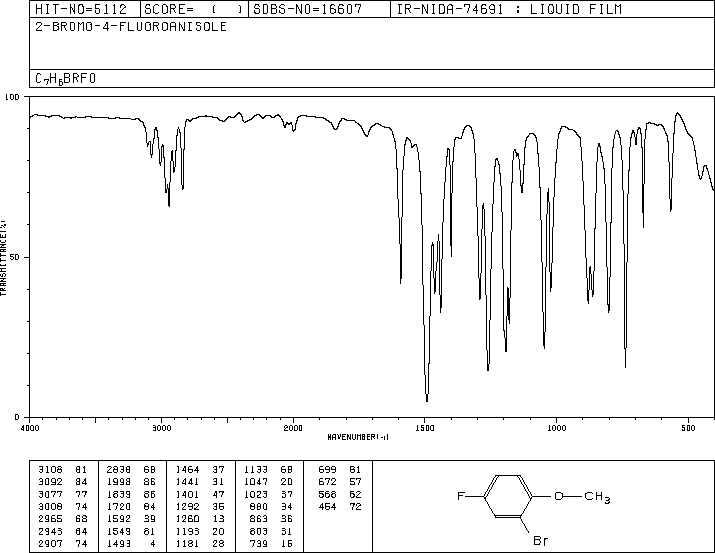 HIT-NO=5112 SCORE= ( ) SDBS-NO=16607 IR-NIDA-74691 : LIQUID FILM
2-BROMO-4-FLUOROANISOLE
C7H6BRFO
100
50
0
TRANSMITTANCE(%)
4000 3000 2000 1500 1000 500
WAVENUMBER(-1)
3108 81 2838 68 1464 37 1133 68 699 81
3092 84 1998 86 1441 31 1047 20 672 57
3077 77 1839 86 1401 47 1023 37 568 62
3008 74 1720 84 1292 35 880 34 454 72
2965 68 1592 39 1260 13 863 36
2943 64 1549 81 1193 20 803 31
2907 74 1493 4 1181 28 739 15
F O CH3
Br